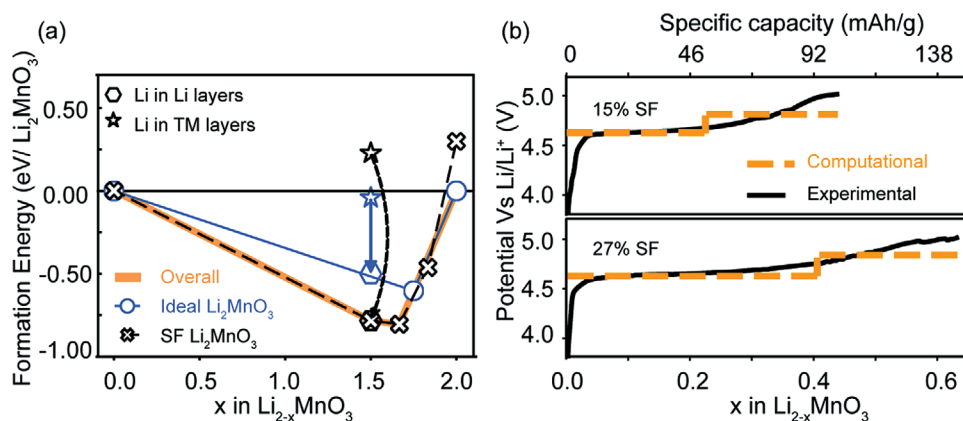 (a)
Formation Energy (eV/ Li₂MnO₃)
0.50
0.00
-0.50
-1.00
Li in Li layers
Li in TM layers
Overall
Ideal Li₂MnO₃
SF Li₂MnO₃
0.0 0.5 1.0 1.5 2.0
x in Li₂₋ₓMnO₃
(b)
Specific capacity (mAh/g)
0 46 92 138
Potential Vs Li/Li⁺ (V)
5.0
4.5
4.0
15% SF
Computational
Experimental
5.0
4.5
4.0
27% SF
0.0 0.2 0.4 0.6
x in Li₂₋ₓMnO₃